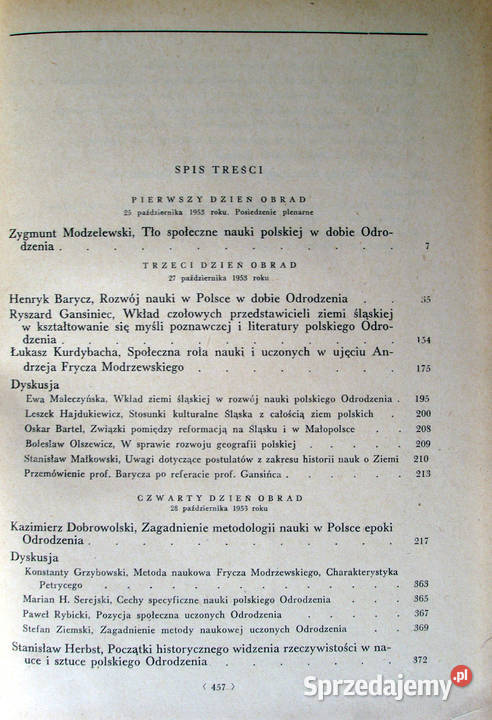 SPIS TREŚCI
PIERWSZY DZIEŃ OBRAD
25 października 1953 roku. Posiedzenie plenarne
Zygmunt Modzelewski, Tło społeczne nauki polskiej w dobie Odro-
dzenia . . . . . . . . . . . 7
TRZECI DZIEŃ OBRAD
27 października 1953 roku
Henryk Barycz, Rozwój nauki w Polsce w dobie Odrodzenia . . 35
Ryszard Gansiniec, Wkład czołowych przedstawicieli ziemi śląskiej
w kształtowanie się myśli poznawczej i literatury polskiego Odro-
dzenia . . . . . . . . . . . 154
Łukasz Kurdybacha, Społeczna rola nauki i uczonych w ujęciu An-
drzeja Frycza Modrzewskiego . . . . . . . 175
Dyskusja
Ewa Maleczyńska, Wkład ziemi śląskiej w rozwój nauki polskiego Odrodzenia . 195
Leszek Hajdukiewicz, Stosunki kulturalne Śląska z całością ziem polskich . 200
Oskar Bartel, Związki pomiędzy reformacją na Śląsku i w Małopolsce . . 208
Bolesław Olszewicz, W sprawie rozwoju geografii polskiej . . . . 209
Stanisław Małkowski, Uwagi dotyczące postulatów z zakresu historii nauk o Ziemi 210
Przemówienie prof. Barycza po referacie prof. Gansińca . . . . 213
CZWARTY DZIEŃ OBRAD
28 października 1953 roku
Kazimierz Dobrowolski, Zagadnienie metodologii nauki w Polsce epoki
Odrodzenia . . . . . . . . . . 217
Dyskusja
Konstanty Grzybowski, Metoda naukowa Frycza Modrzewskiego, Charakterystyka
Petrycego . . . . . . . . . . 363
Marian H. Serejski, Cechy specyficzne nauki polskiego Odrodzenia . . 365
Paweł Rybicki, Pozycja społeczna uczonych Odrodzenia . . . 367
Stefan Ziemski, Zagadnienie metody naukowej uczonych Odrodzenia . . 369
Stanisław Herbst, Początki historycznego widzenia rzeczywistości w na-
uce i sztuce polskiego Odrodzenia . . . . . . 372
〈 457 〉
Sprzedajemy.pl